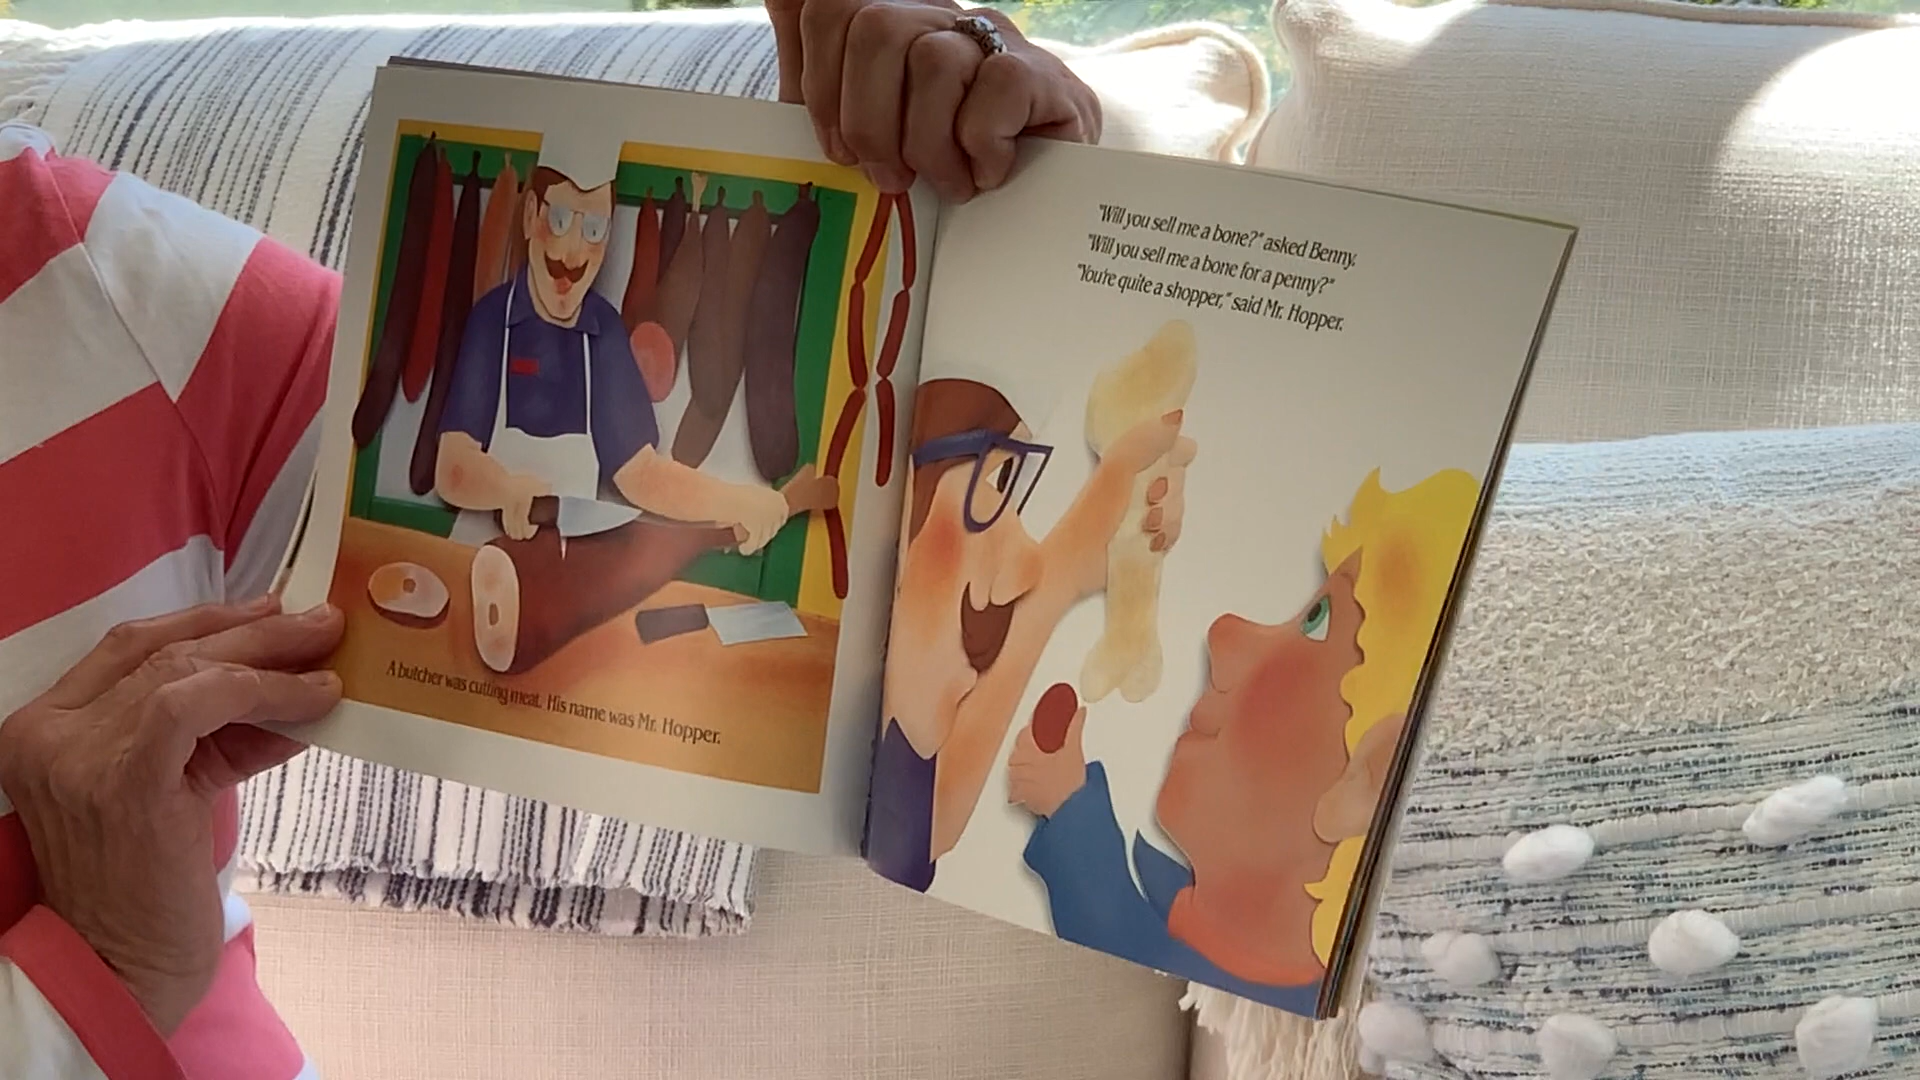 A butcher was cutting meat. His name was Mr. Hopper.
"Will you sell me a bone?" asked Benny.
"Will you sell me a bone for a penny?"
"You're quite a shopper," said Mr. Hopper.